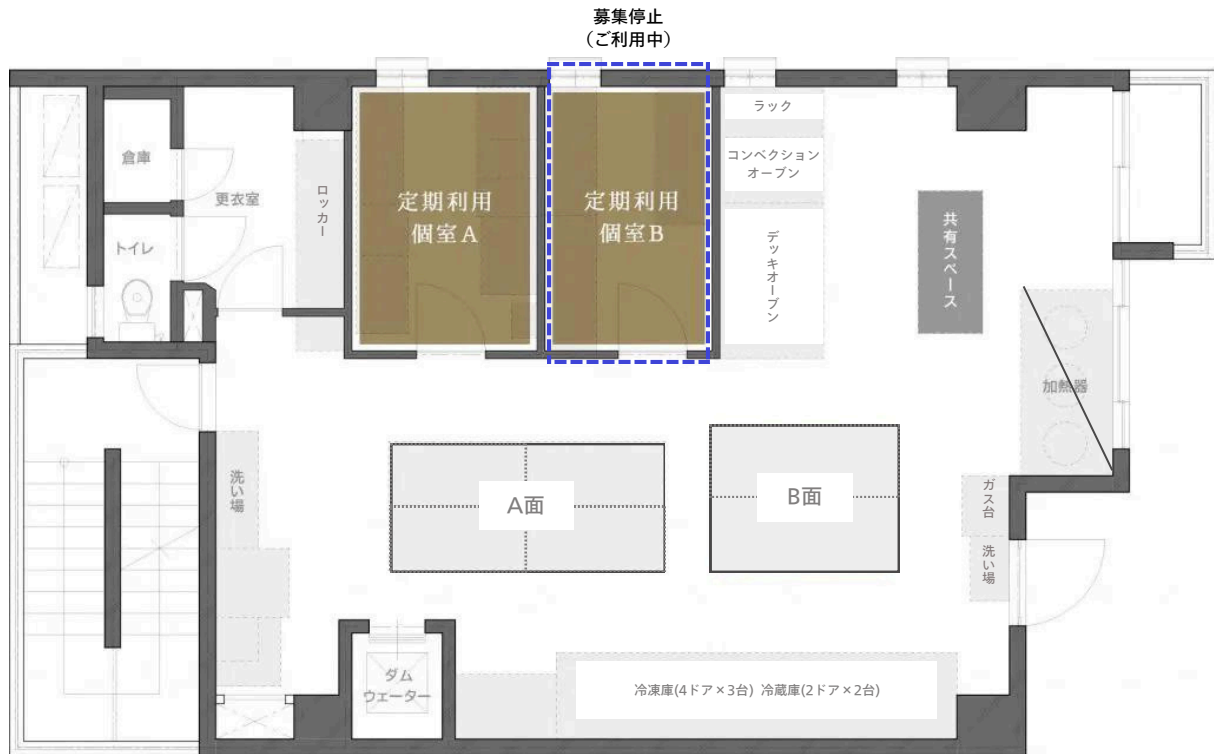 募集停止
（ご利用中）
ラック
コンベクション
オーブン
倉庫
更衣室
ロッカー
定期利用
個室A
定期利用
個室B
デッキオーブン
共有スペース
トイレ
加熱器
洗い場
A面
B面
ガス台
洗い場
ダム
ウェーター
冷凍庫(4ドア×3台) 冷蔵庫(2ドア×2台)